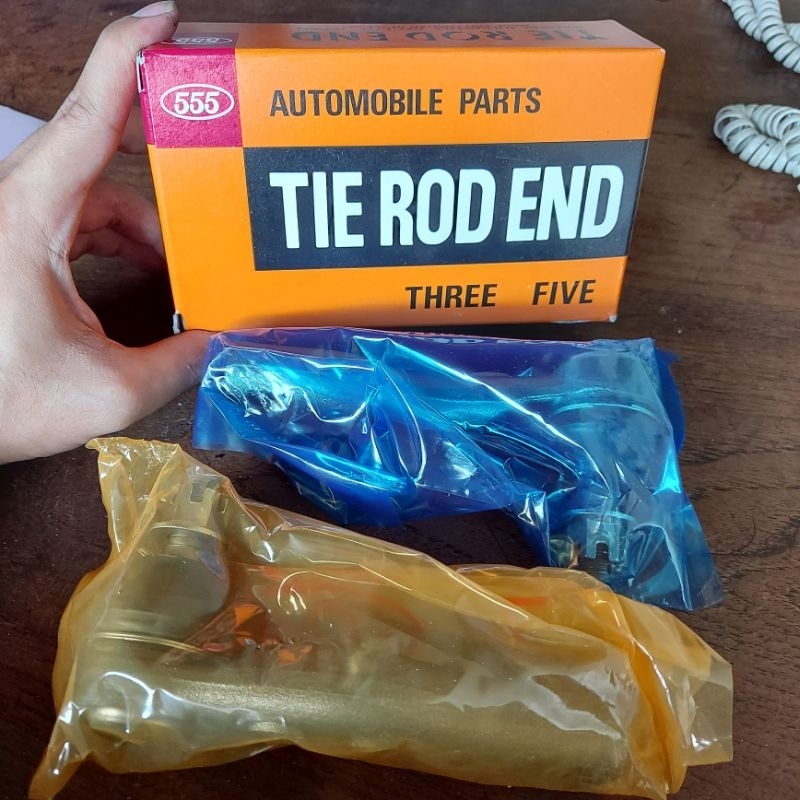 TIE ROD END
555
AUTOMOBILE PARTS
TIE ROD END
THREE FIVE